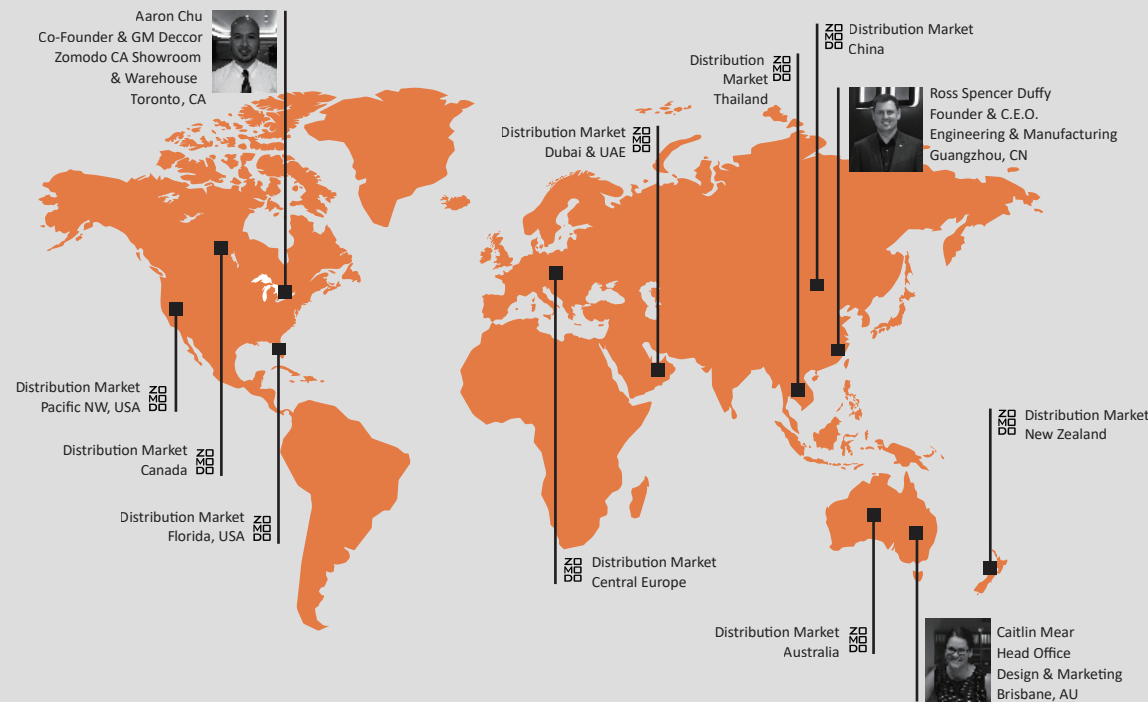 Aaron Chu
Co-Founder & GM Deccor
Zomodo CA Showroom
& Warehouse
Toronto, CA
ZO
MO
DO
Distribution Market
China
Distribution
Market
Thailand
ZO
MO
DO
Ross Spencer Duffy
Founder & C.E.O.
Engineering & Manufacturing
Guangzhou, CN
Distribution Market
Dubai & UAE
ZO
MO
DO
Distribution Market
Pacific NW, USA
ZO
MO
DO
Distribution Market
Canada
ZO
MO
DO
Distribution Market
Florida, USA
ZO
MO
DO
ZO
MO
DO
Distribution Market
New Zealand
ZO
MO
DO
Distribution Market
Central Europe
Distribution Market
Australia
ZO
MO
DO
Caitlin Mear
Head Office
Design & Marketing
Brisbane, AU